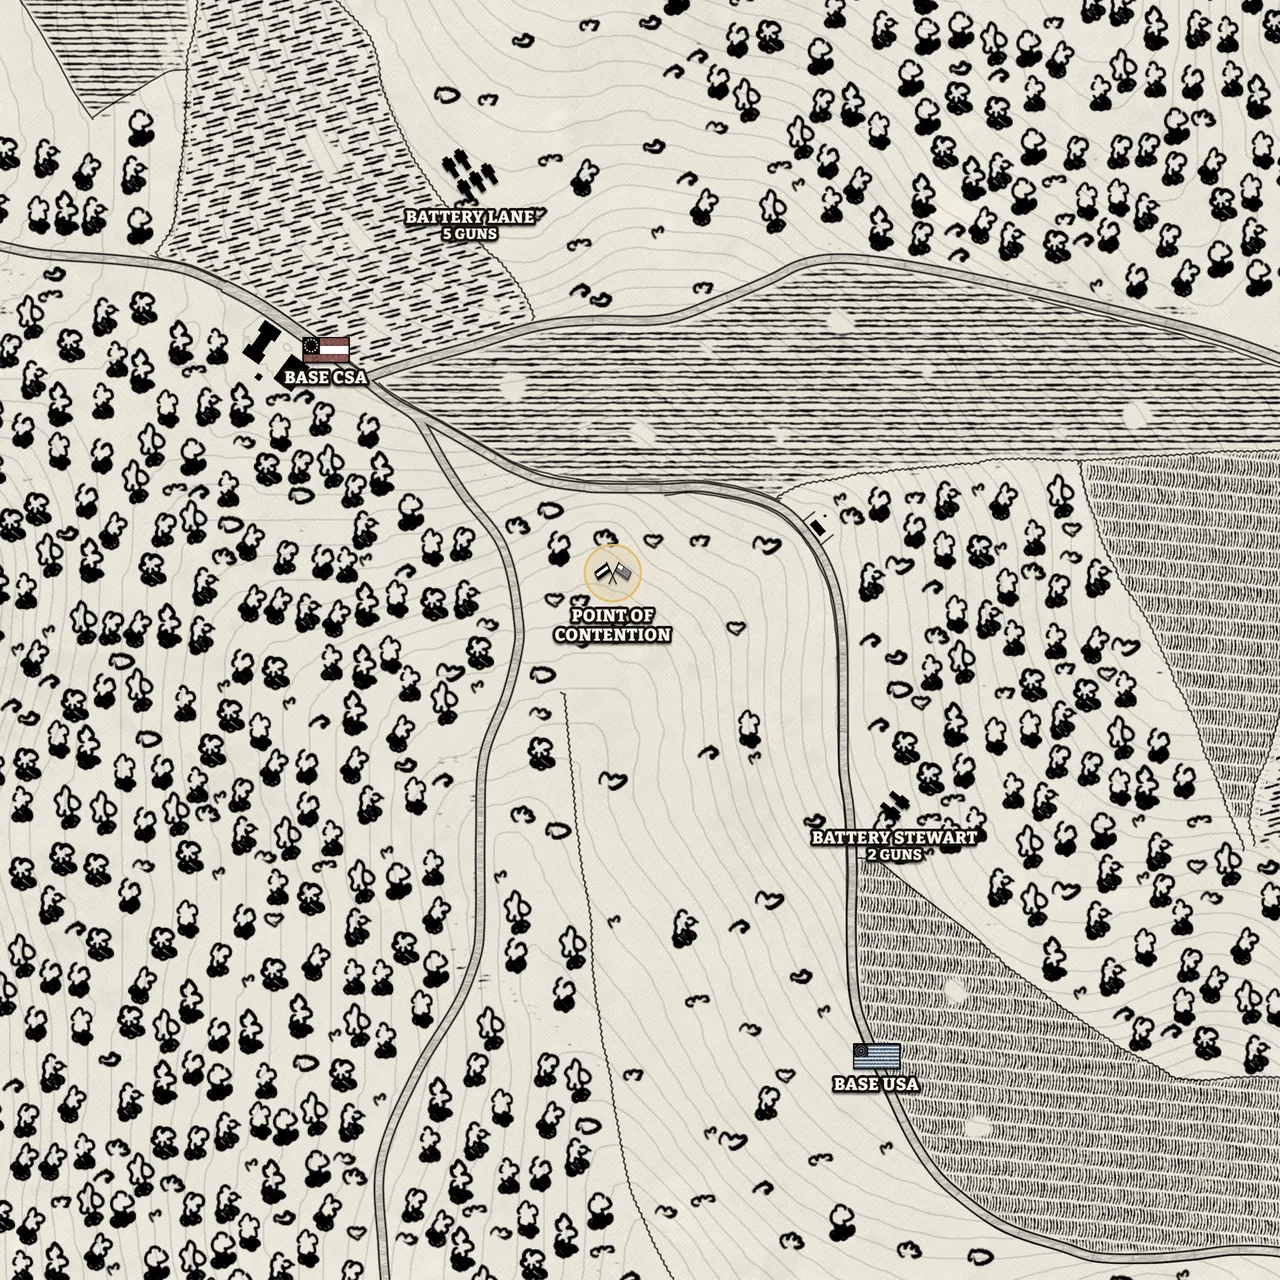 BATTERY LANE
5 GUNS
BASE CSA
POINT OF
CONTENTION
BATTERY STEWART
2 GUNS
BASE USA